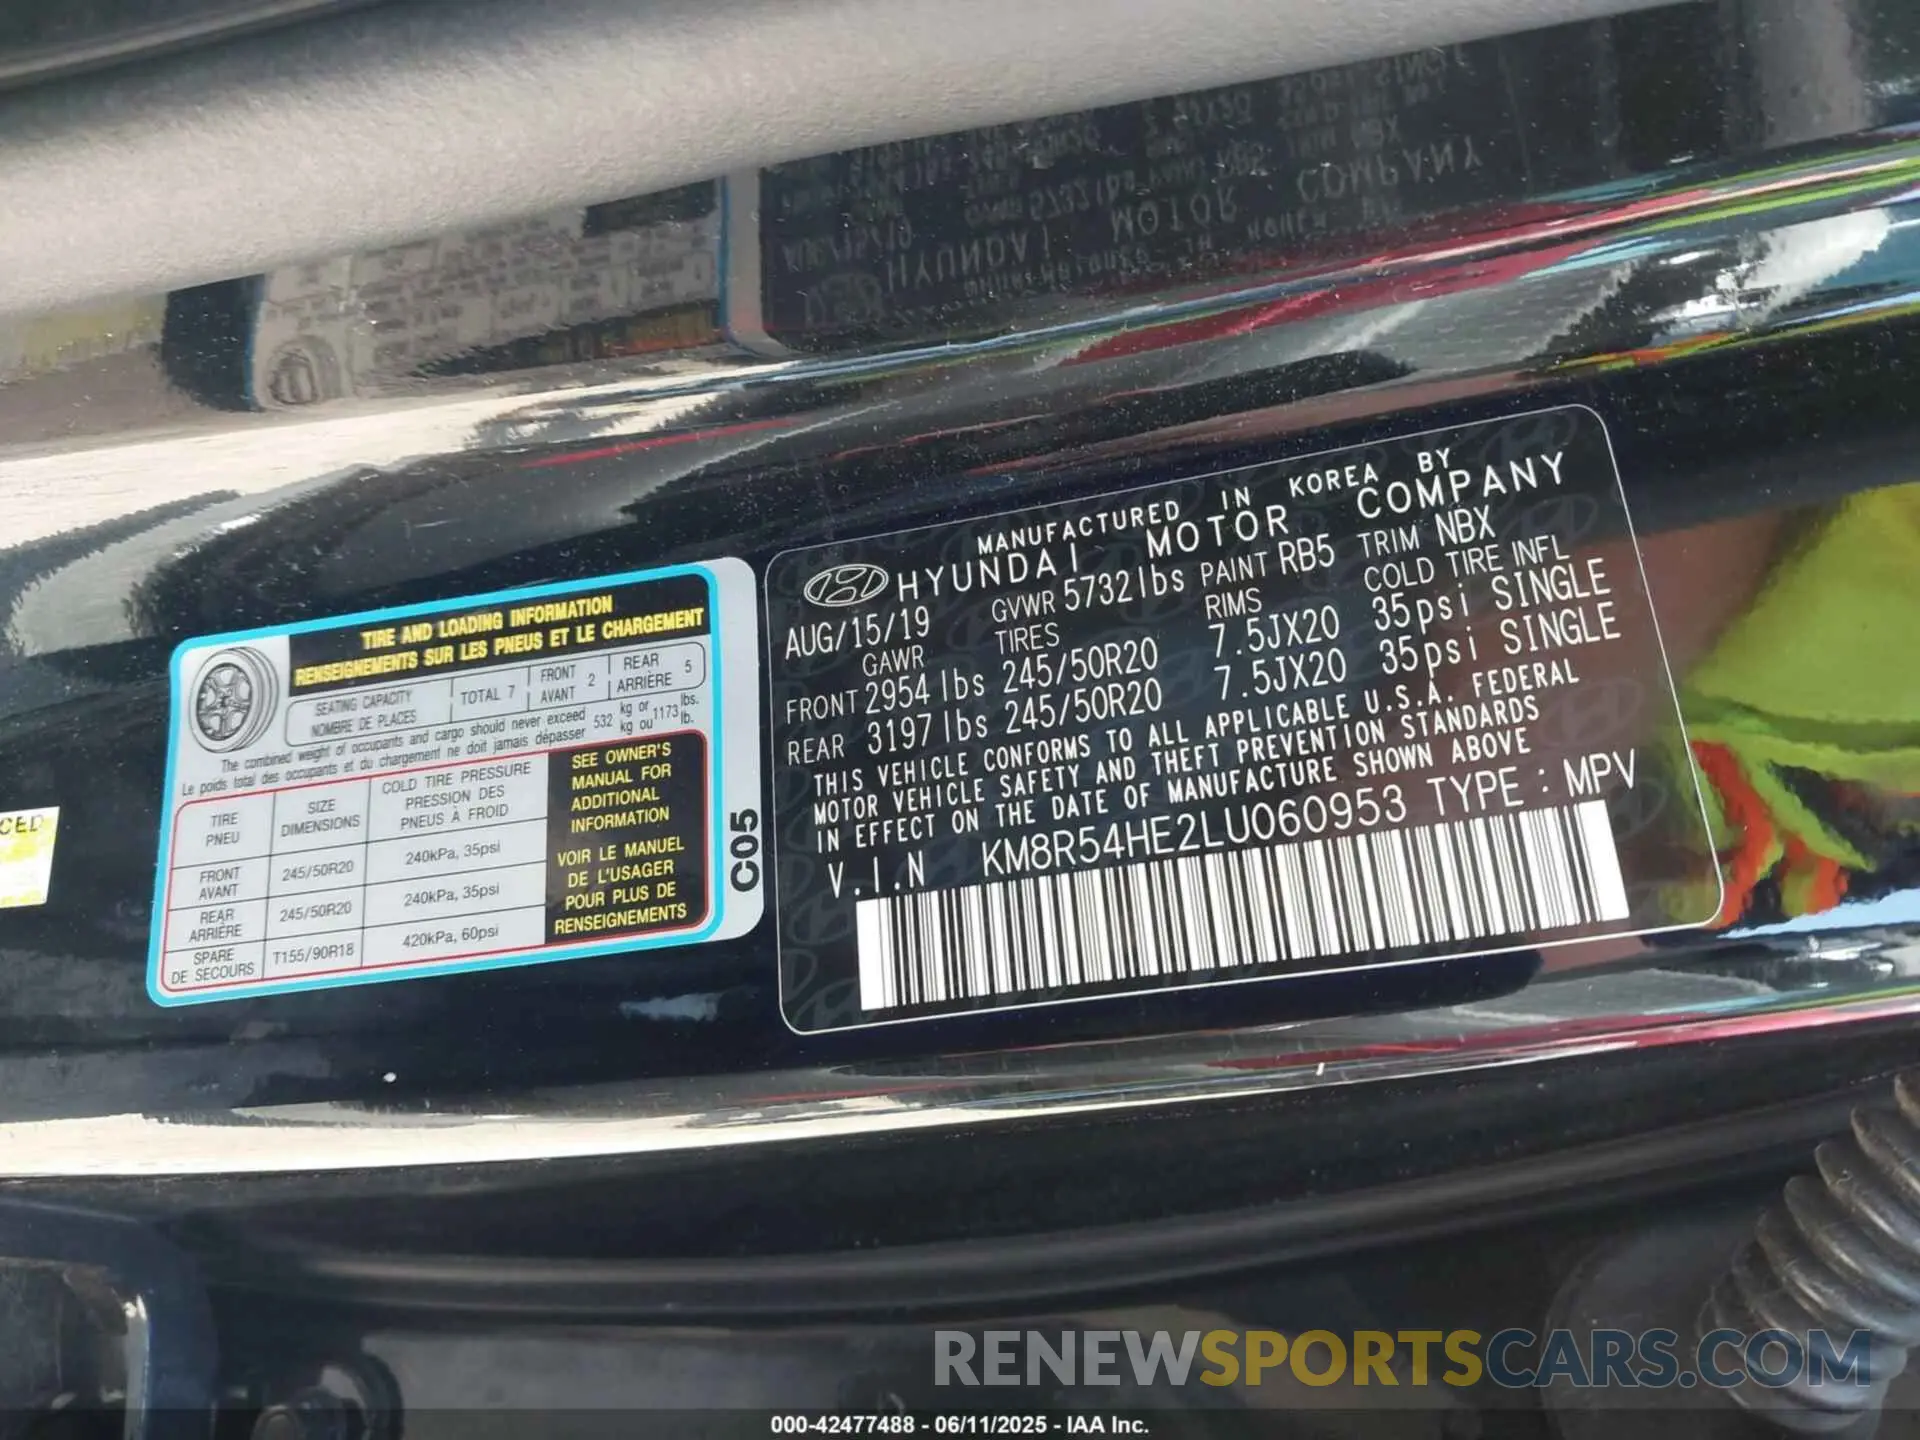 TIRE AND LOADING INFORMATION
RENSEIGNEMENTS SUR LES PNEUS ET LE CHARGEMENT
SEATING CAPACITY
NOMBRE DE PLACES
TOTAL 7
FRONT
AVANT 2
REAR
ARRIÈRE 5
The combined weight of occupants and cargo should never exceed 532 kg or 1173 lbs.
Le poids total des occupants et du chargement ne doit jamais dépasser kg ou lb.
TIRE
PNEU
SIZE
DIMENSIONS
COLD TIRE PRESSURE
PRESSION DES
PNEUS À FROID
FRONT
AVANT
245/50R20
240kPa, 35psi
REAR
ARRIÈRE
245/50R20
240kPa, 35psi
SPARE
DE SECOURS
T155/90R18
420kPa, 60psi
SEE OWNER'S
MANUAL FOR
ADDITIONAL
INFORMATION
VOIR LE MANUEL
DE L'USAGER
POUR PLUS DE
RENSEIGNEMENTS
C05
CED
MANUFACTURED IN KOREA BY
HYUNDAI MOTOR COMPANY
AUG/15/19 GVWR 5732lbs PAINT RB5 TRIM NBX
GAWR TIRES RIMS COLD TIRE INFL
FRONT 2954lbs 245/50R20 7.5JX20 35psi SINGLE
REAR 3197lbs 245/50R20 7.5JX20 35psi SINGLE
THIS VEHICLE CONFORMS TO ALL APPLICABLE U.S.A. FEDERAL
MOTOR VEHICLE SAFETY AND THEFT PREVENTION STANDARDS
IN EFFECT ON THE DATE OF MANUFACTURE SHOWN ABOVE
V.I.N KM8R54HE2LU060953 TYPE : MPV
RENEWSPORTSCARS.COM
000-42477488 - 06/11/2025 - IAA Inc.